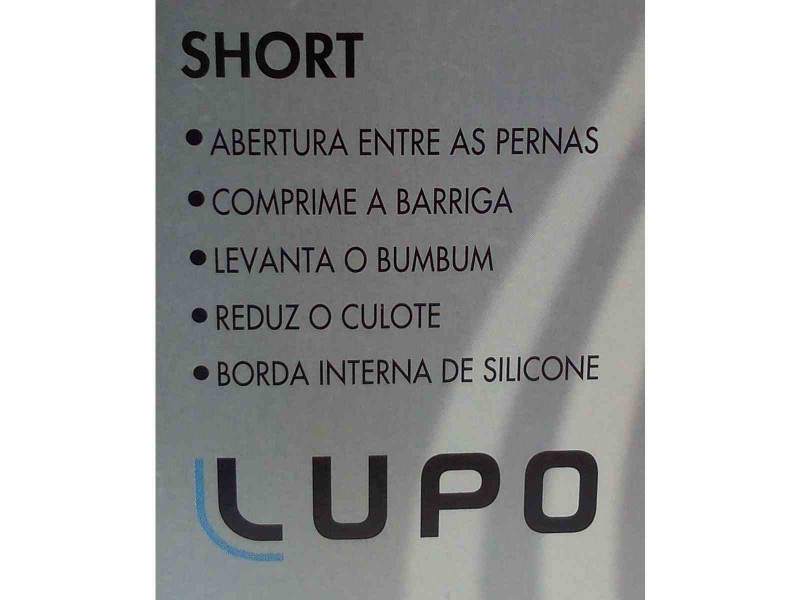 SHORT
• ABERTURA ENTRE AS PERNAS
• COMPRIME A BARRIGA
• LEVANTA O BUMBUM
• REDUZ O CULOTE
• BORDA INTERNA DE SILICONE
LUPO